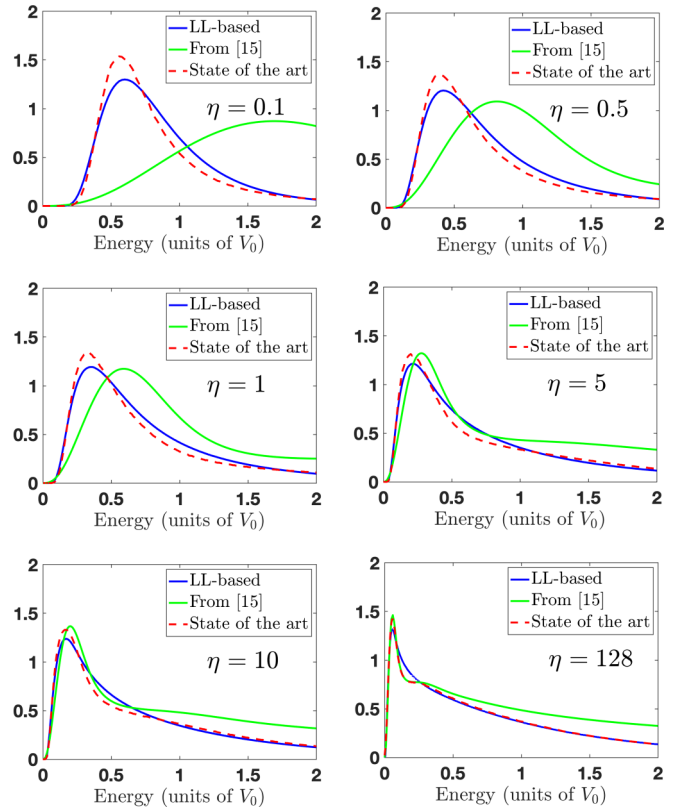 2
1.5
1
0.5
0
LL-based
From [15]
State of the art
η = 0.1
0 0.5 1 1.5 2
Energy (units of V₀)
2
1.5
1
0.5
0
LL-based
From [15]
State of the art
η = 0.5
0 0.5 1 1.5 2
Energy (units of V₀)
2
1.5
1
0.5
0
LL-based
From [15]
State of the art
η = 1
0 0.5 1 1.5 2
Energy (units of V₀)
2
1.5
1
0.5
0
LL-based
From [15]
State of the art
η = 5
0 0.5 1 1.5 2
Energy (units of V₀)
2
1.5
1
0.5
0
LL-based
From [15]
State of the art
η = 10
0 0.5 1 1.5 2
Energy (units of V₀)
2
1.5
1
0.5
0
LL-based
From [15]
State of the art
η = 128
0 0.5 1 1.5 2
Energy (units of V₀)